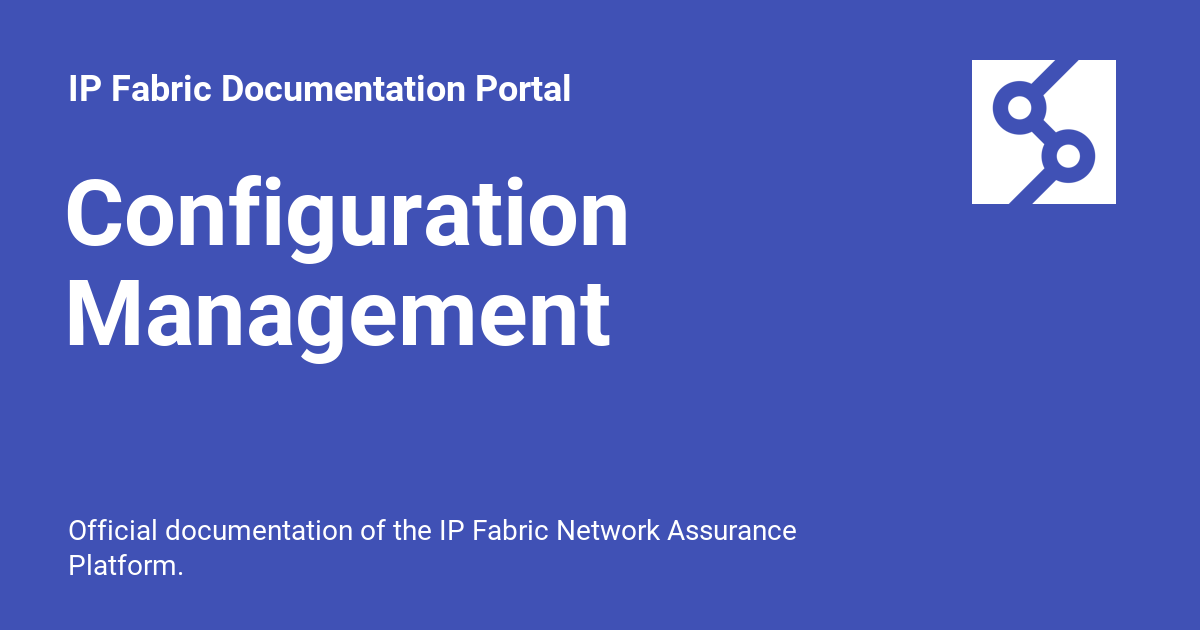 IP Fabric Documentation Portal
Configuration
Management
Official documentation of the IP Fabric Network Assurance
Platform.